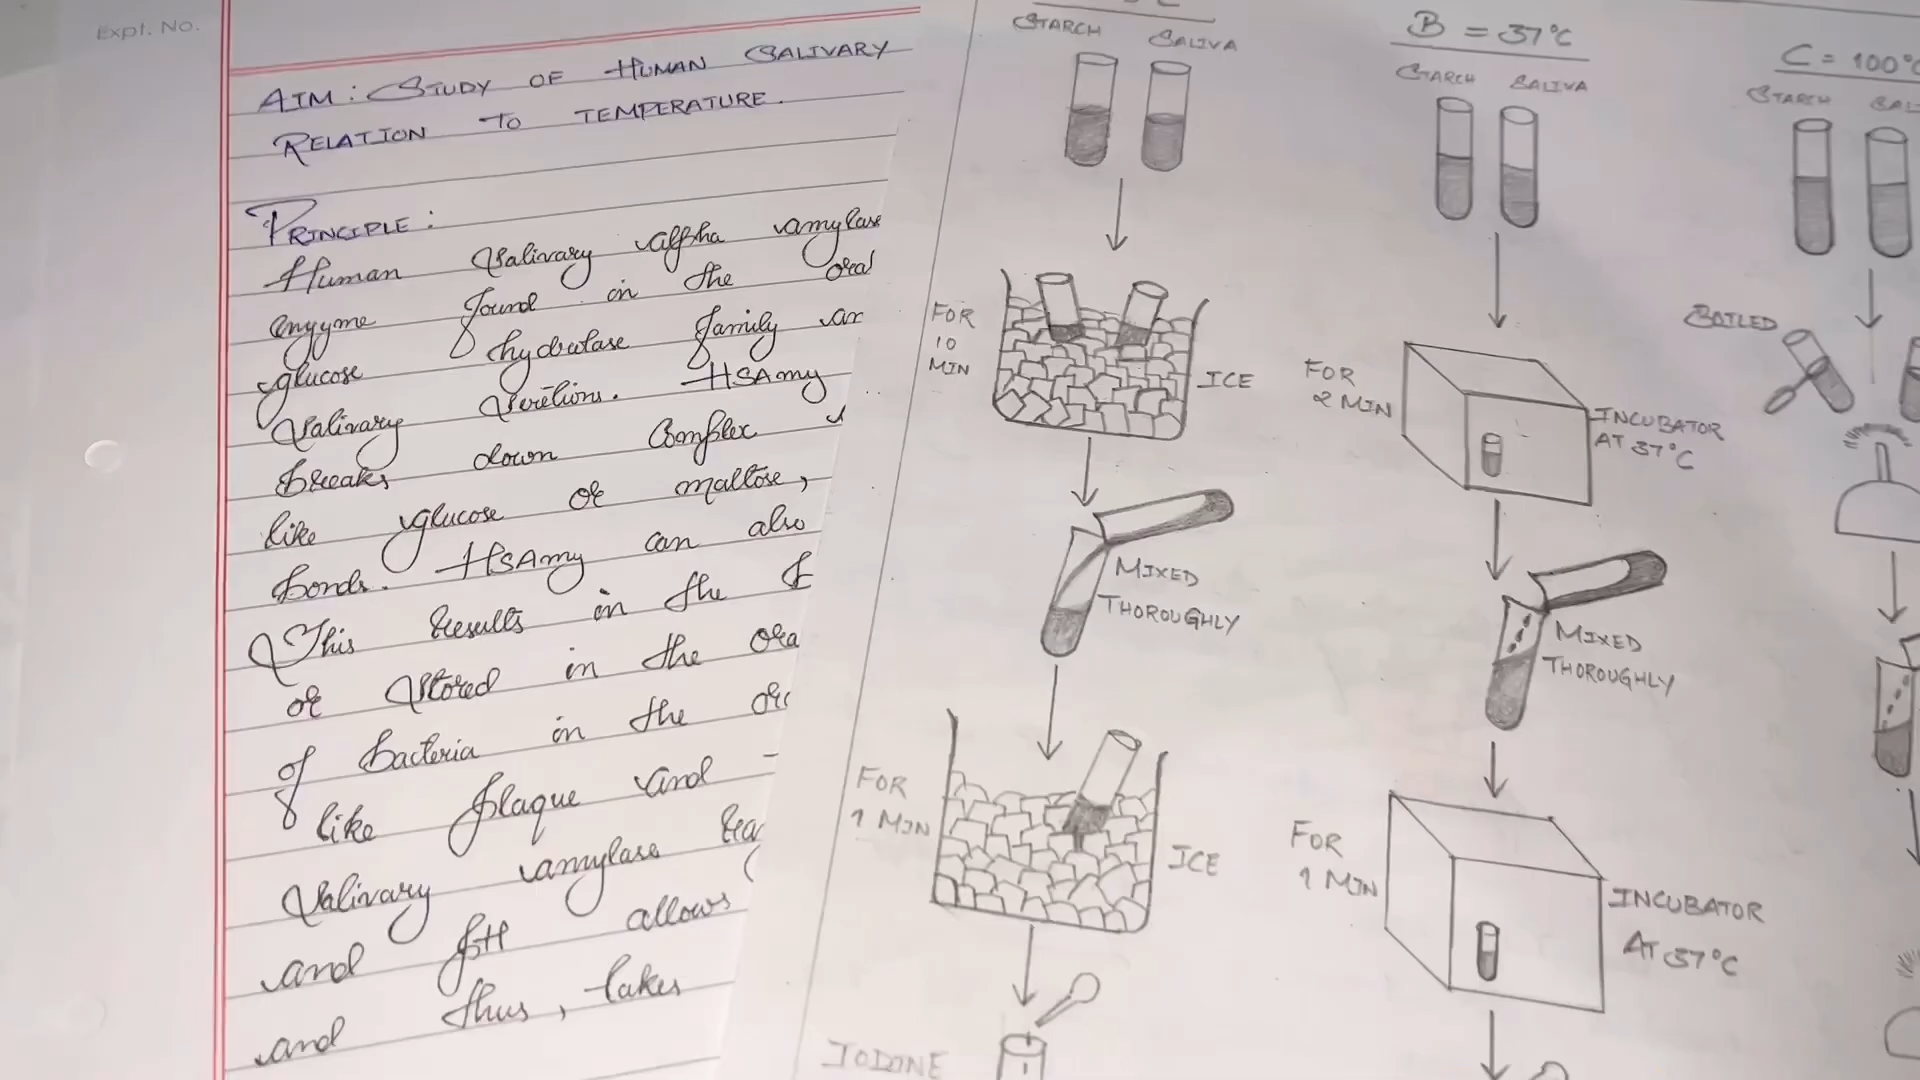 Expt. No.
AIM: STUDY OF HUMAN SALIVARY
RELATION TO TEMPERATURE.
PRINCIPLE:
Human Salivary alpha amylase
enzyme found in the oral
glucose hydrolase family
Salivary HSAmy
breaks down Complex
like glucose or maltose,
bonds. HSAmy can also
This results in the
or stored in the
of bacteria in the
like plaque and
Salivary amylase
and pH allows
and thus, takes
STARCH SALIVA
FOR
10
MIN
ICE
MIXED
THOROUGHLY
FOR
1 MIN
ICE
IODINE
B = 37°C
STARCH SALIVA
FOR
2 MIN
INCUBATOR
AT 37°C
MIXED
THOROUGHLY
FOR
1 MIN
INCUBATOR
AT 37°C
C = 100°C
STARCH SAL
BOILED